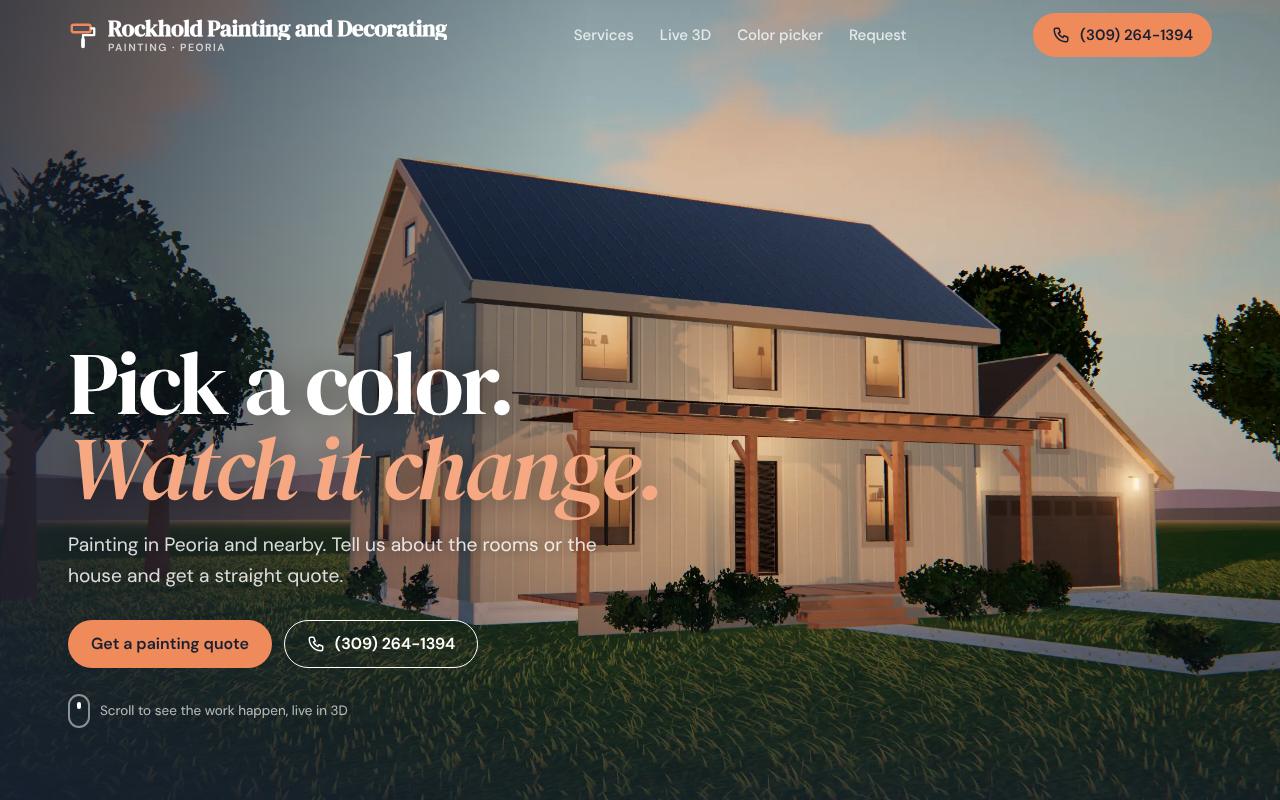 Rockhold Painting and Decorating
PAINTING · PEORIA
Services
Live 3D
Color picker
Request
(309) 264-1394
Pick a color.
Watch it change.
Painting in Peoria and nearby. Tell us about the rooms or the
house and get a straight quote.
Get a painting quote
(309) 264-1394
Scroll to see the work happen, live in 3D